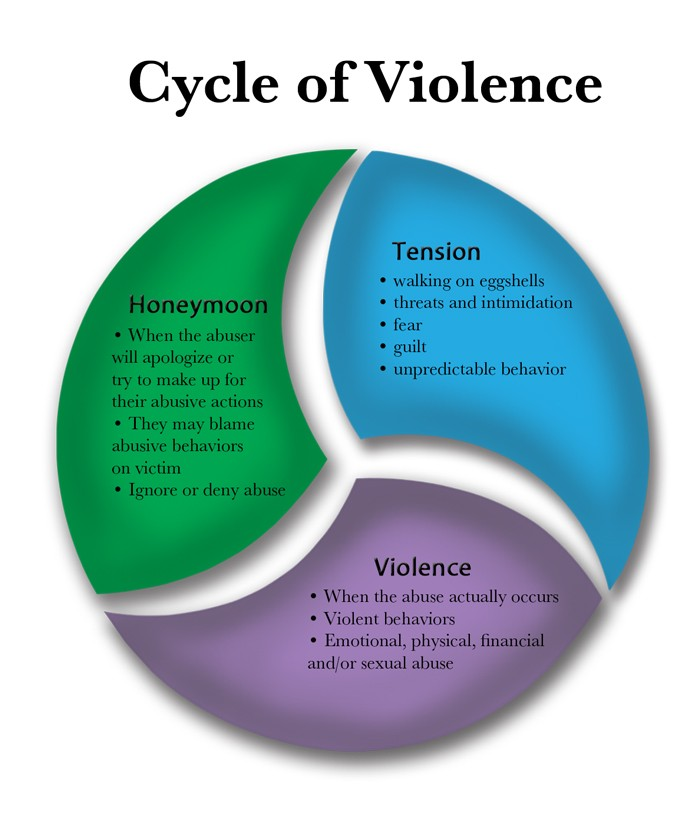 Cycle of Violence
Tension
• walking on eggshells
• threats and intimidation
• fear
• guilt
• unpredictable behavior
Honeymoon
• When the abuser
will apologize or
try to make up for
their abusive actions
• They may blame
abusive behaviors
on victim
• Ignore or deny abuse
Violence
• When the abuse actually occurs
• Violent behaviors
• Emotional, physical, financial
and/or sexual abuse